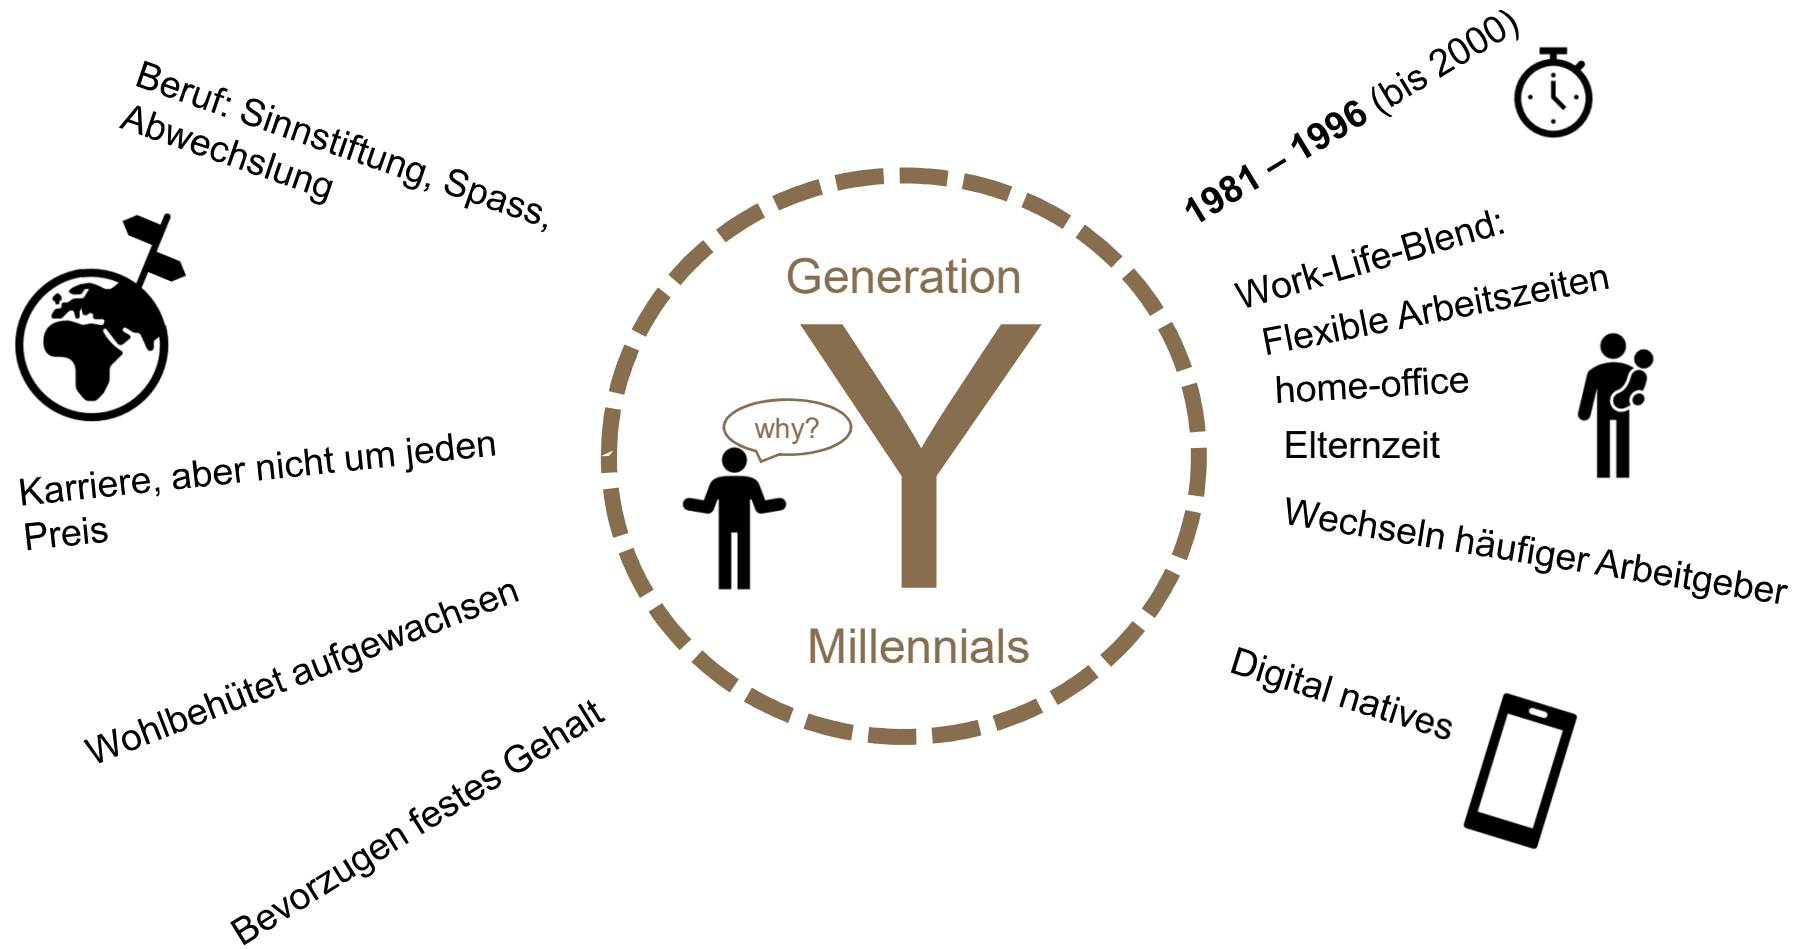 Beruf: Sinnstiftung, Spass,
Abwechslung
Karriere, aber nicht um jeden
Preis
Wohlbehütet aufgewachsen
Bevorzugen festes Gehalt
Generation
Y
why?
Millennials
1981 – 1996 (bis 2000)
Work-Life-Blend:
Flexible Arbeitszeiten
home-office
Elternzeit
Wechseln häufiger Arbeitgeber
Digital natives